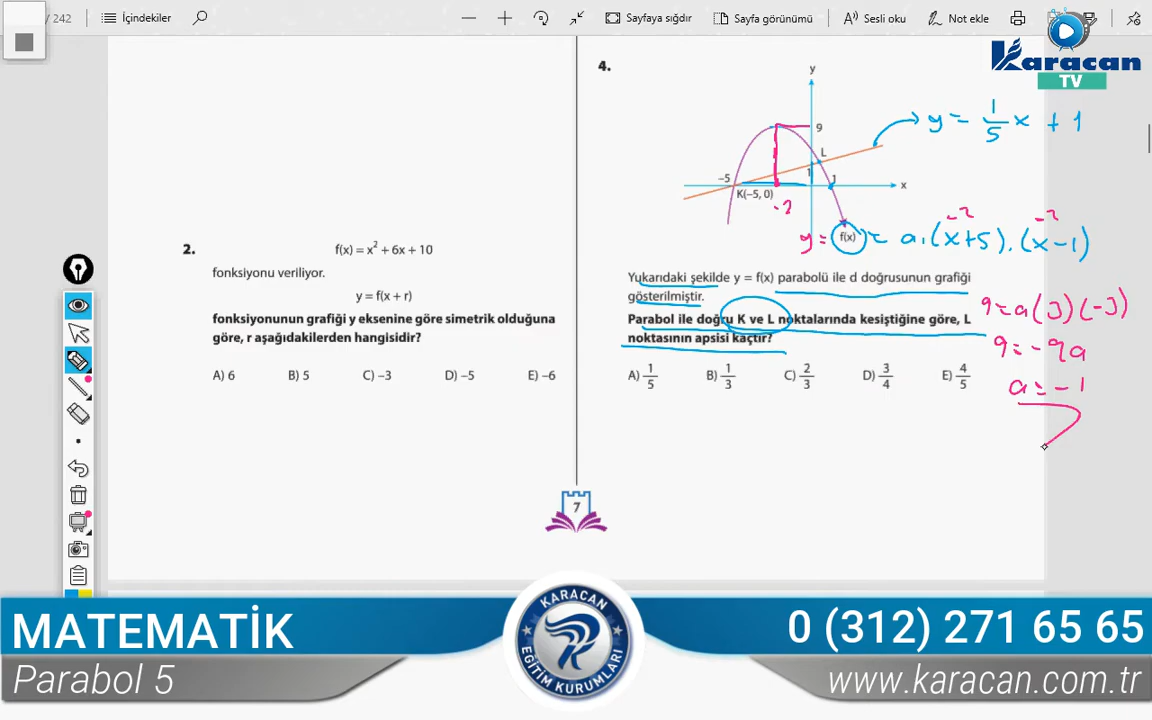 / 242
İçindekiler
Sayfaya sığdır
Sayfa görünümü
Sesli oku
Not ekle
Karacan
TV
2.
f(x) = x² + 6x + 10
fonksiyonu veriliyor.
y = f(x + r)
fonksiyonunun grafiği y eksenine göre simetrik olduğuna
göre, r aşağıdakilerden hangisidir?
A) 6 B) 5 C) –3 D) –5 E) –6
4.
y
9
L
–5
1
1
x
K(–5, 0)
-2
y = 1/5 x + 1
-2 -2
y = f(x) = a.(x+5).(x-1)
Yukarıdaki şekilde y = f(x) parabolü ile d doğrusunun grafiği
gösterilmiştir.
Parabol ile doğru K ve L noktalarında kesiştiğine göre, L
noktasının apsisi kaçtır?
A) 1/5 B) 1/3 C) 2/3 D) 3/4 E) 4/5
9=a(3)(-3)
9=-9a
a=-1
7
MATEMATİK
Parabol 5
KARACAN
EĞİTİM KURUMLARI
0 (312) 271 65 65
www.karacan.com.tr